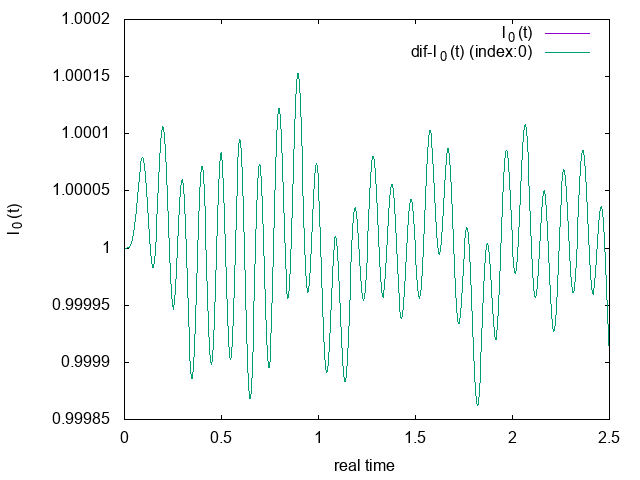 1.0002
1.00015
1.0001
1.00005
1
0.99995
0.9999
0.99985
0 0.5 1 1.5 2 2.5
real time
I0(t)
I0(t)
dif-I0(t) (index:0)